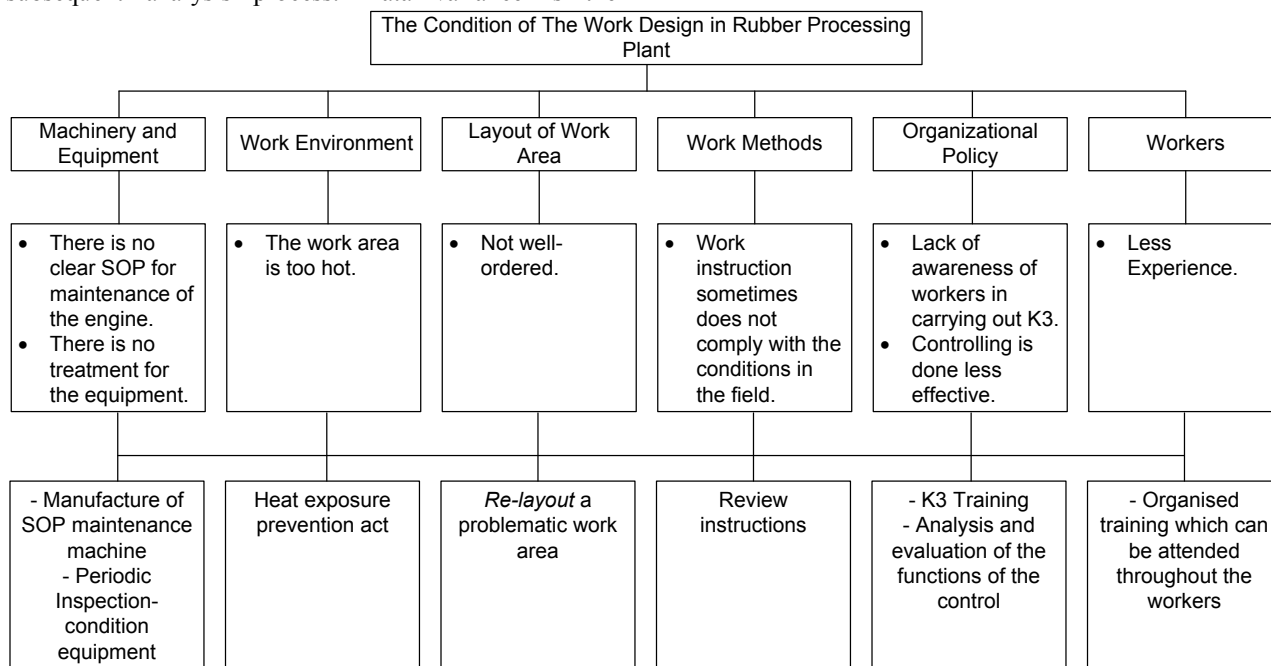 The Condition of The Work Design in Rubber Processing
Plant
Machinery and
Equipment
Work Environment
Layout of Work
Area
Work Methods
Organizational
Policy
Workers
• There is no
clear SOP for
maintenance of
the engine.
• There is no
treatment for
the equipment.
• The work area
is too hot.
• Not well-
ordered.
• Work
instruction
sometimes
does not
comply with the
conditions in
the field.
• Lack of
awareness of
workers in
carrying out K3.
• Controlling is
done less
effective.
• Less
Experience.
- Manufacture of
SOP maintenance
machine
- Periodic
Inspection-
condition
equipment
Heat exposure
prevention act
Re-layout a
problematic work
area
Review
instructions
- K3 Training
- Analysis and
evaluation of the
functions of the
control
- Organised
training which can
be attended
throughout the
workers